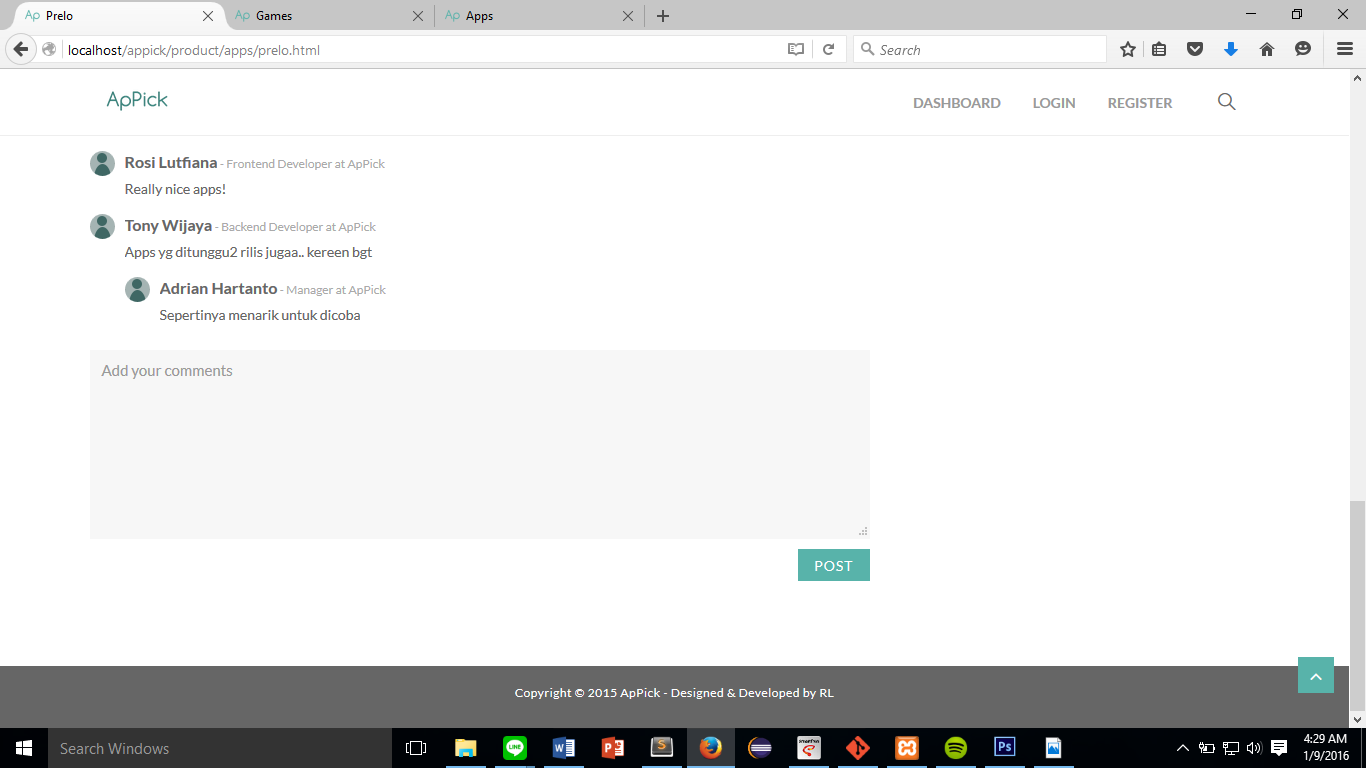 Ap Prelo
Ap Games
Ap Apps
localhost/appick/product/apps/prelo.html
Search
ApPick
DASHBOARD LOGIN REGISTER
Rosi Lutfiana - Frontend Developer at ApPick
Really nice apps!
Tony Wijaya - Backend Developer at ApPick
Apps yg ditunggu2 rilis jugaa.. kereen bgt
Adrian Hartanto - Manager at ApPick
Sepertinya menarik untuk dicoba
Add your comments
POST
Copyright © 2015 ApPick - Designed & Developed by RL
Search Windows
LINE
Ps
4:29 AM
1/9/2016